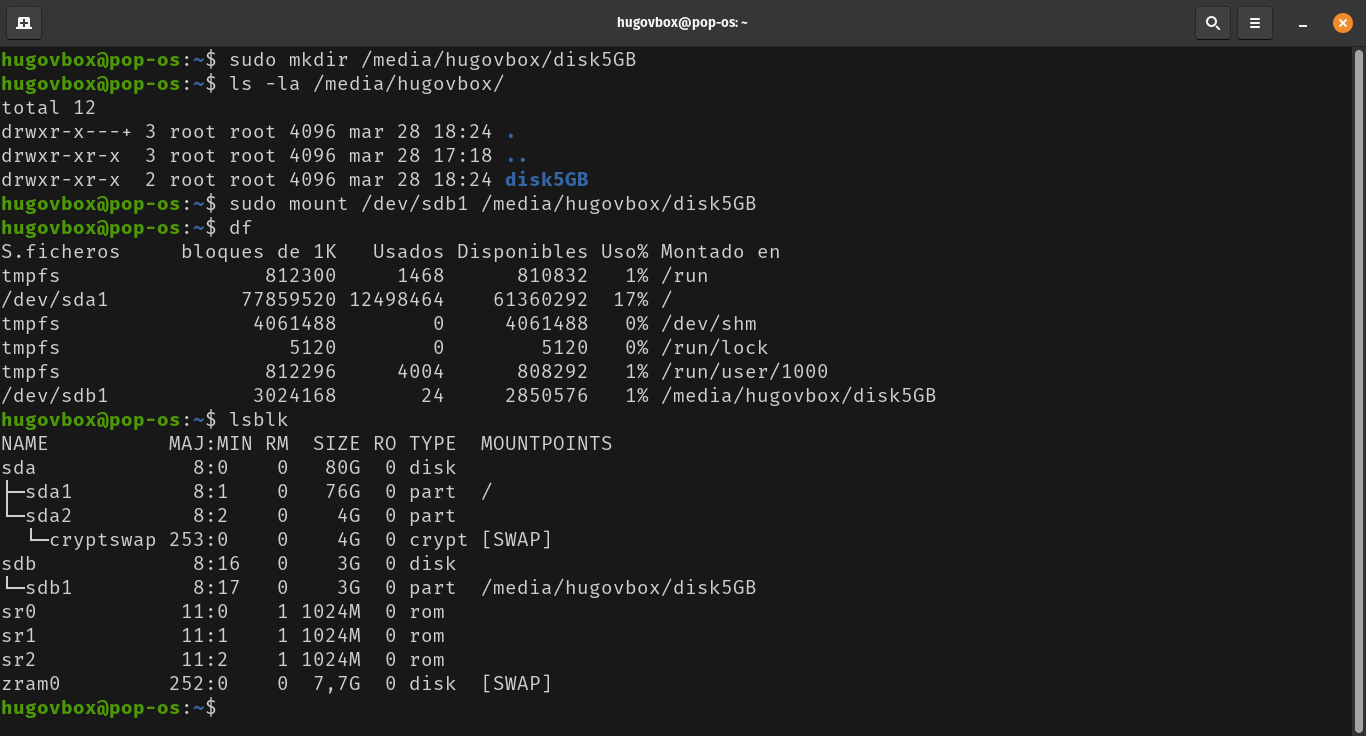 hugovbox@pop-os: ~
hugovbox@pop-os:~$ sudo mkdir /media/hugovbox/disk5GB
hugovbox@pop-os:~$ ls -la /media/hugovbox/
total 12
drwxr-x---+ 3 root root 4096 mar 28 18:24 .
drwxr-xr-x  3 root root 4096 mar 28 17:18 ..
drwxr-xr-x  2 root root 4096 mar 28 18:24 disk5GB
hugovbox@pop-os:~$ sudo mount /dev/sdb1 /media/hugovbox/disk5GB
hugovbox@pop-os:~$ df
S.ficheros     bloques de 1K   Usados Disponibles Uso% Montado en
tmpfs                 812300     1468      810832   1% /run
/dev/sda1           77859520 12498464    61360292  17% /
tmpfs                4061488        0     4061488   0% /dev/shm
tmpfs                   5120        0        5120   0% /run/lock
tmpfs                 812296     4004      808292   1% /run/user/1000
/dev/sdb1            3024168       24     2850576   1% /media/hugovbox/disk5GB
hugovbox@pop-os:~$ lsblk
NAME          MAJ:MIN RM   SIZE RO TYPE  MOUNTPOINTS
sda             8:0    0    80G  0 disk
├─sda1          8:1    0    76G  0 part  /
└─sda2          8:2    0     4G  0 part
  └─cryptswap 253:0    0     4G  0 crypt [SWAP]
sdb             8:16   0     3G  0 disk
└─sdb1          8:17   0     3G  0 part  /media/hugovbox/disk5GB
sr0            11:0    1  1024M  0 rom
sr1            11:1    1  1024M  0 rom
sr2            11:2    1  1024M  0 rom
zram0         252:0    0   7,7G  0 disk  [SWAP]
hugovbox@pop-os:~$